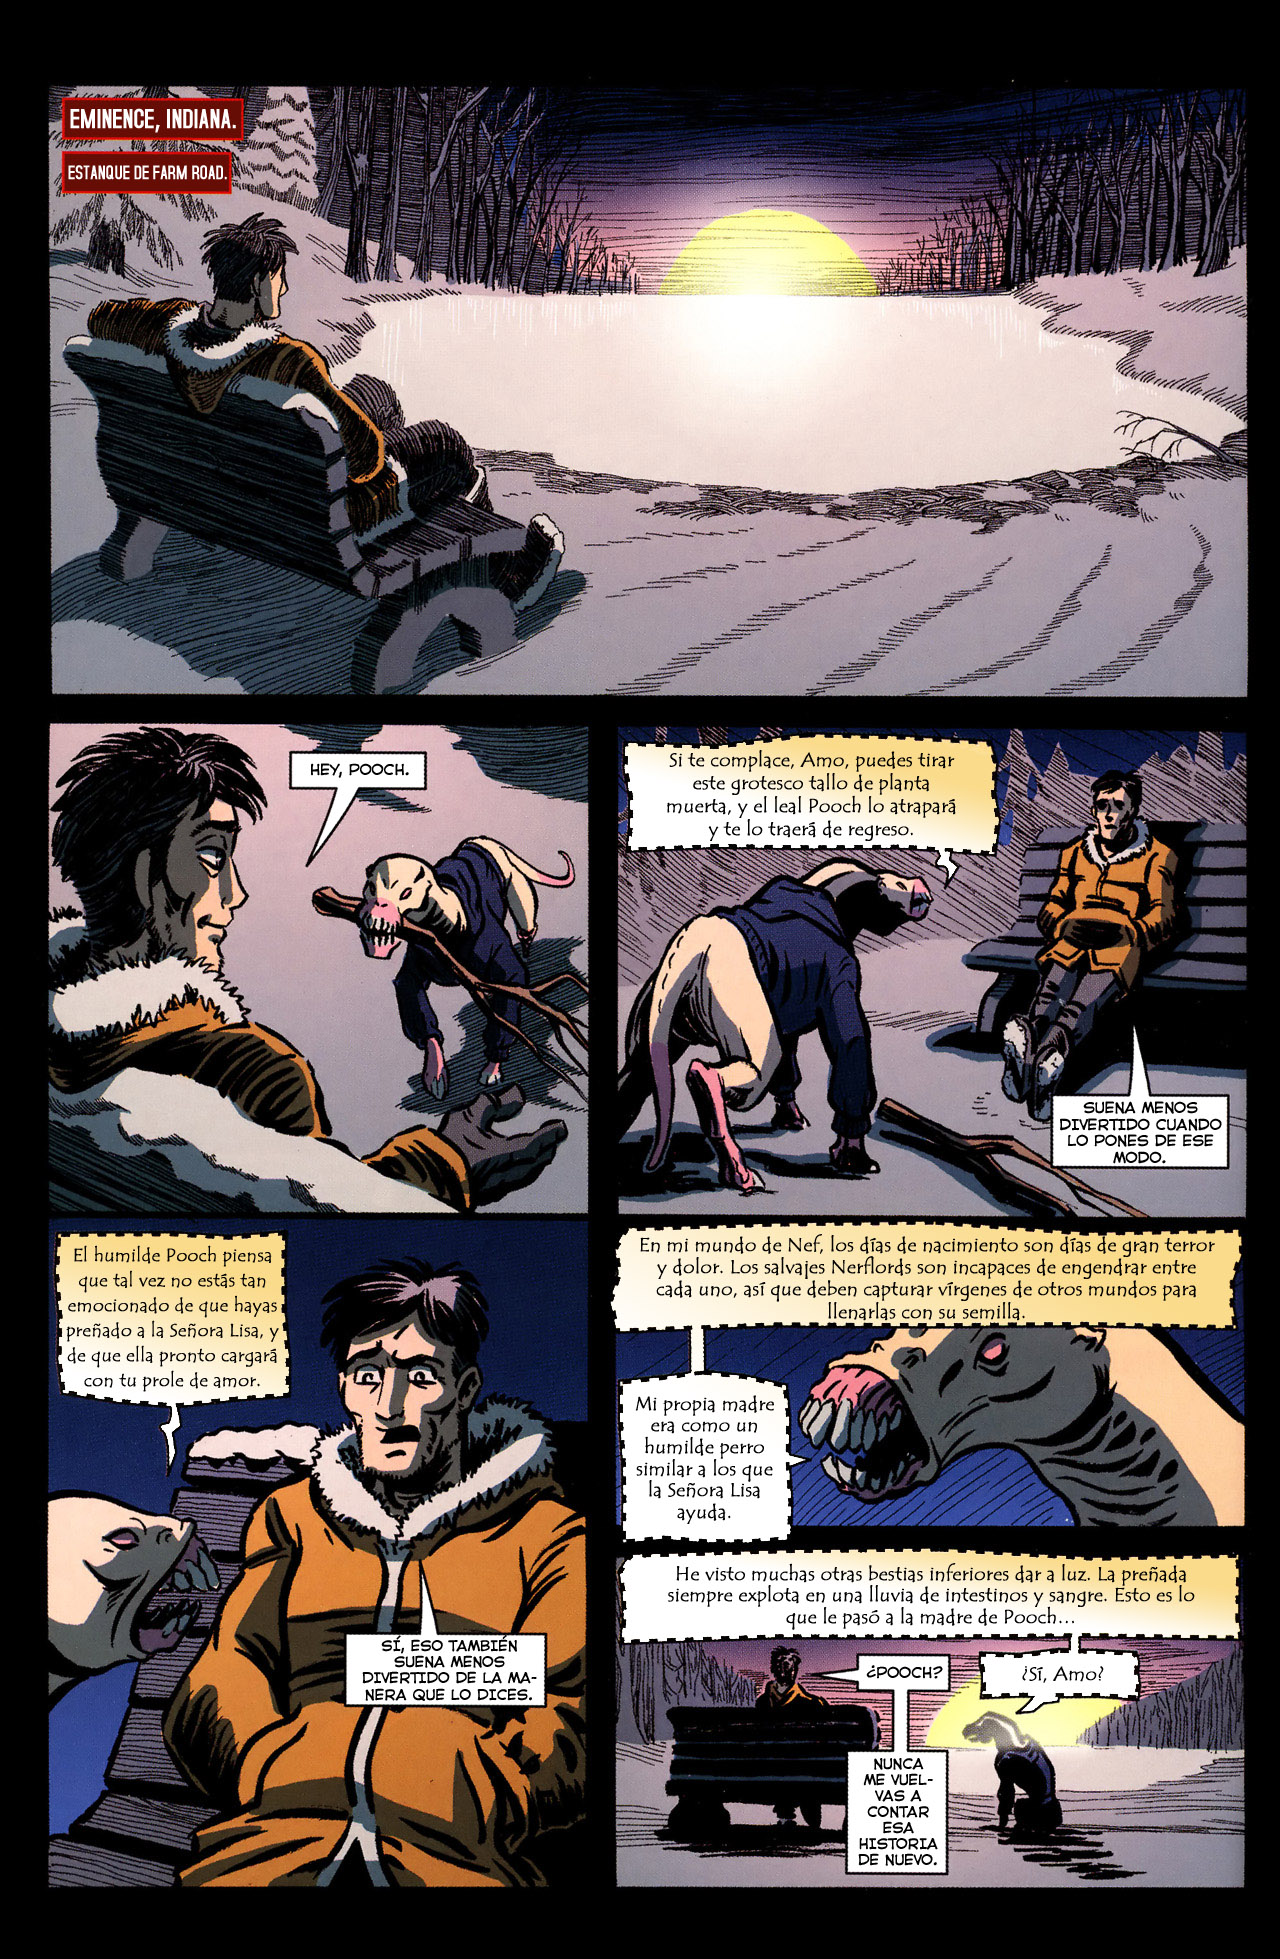 EMINENCE, INDIANA.
ESTANQUE DE FARM ROAD.
HEY, POOCH.
Si te complace, Amo, puedes tirar
este grotesco tallo de planta
muerta, y el leal Pooch lo atrapará
y te lo traerá de regreso.
SUENA MENOS
DIVERTIDO CUANDO
LO PONES DE ESE
MODO.
El humilde Pooch piensa
que tal vez no estás tan
emocionado de que hayas
preñado a la Señora Lisa, y
de que ella pronto cargará
con tu prole de amor.
SÍ, ESO TAMBIÉN
SUENA MENOS
DIVERTIDO DE LA MA-
NERA QUE LO DICES.
En mi mundo de Nef, los días de nacimiento son días de gran terror
y dolor. Los salvajes Nerflords son incapaces de engendrar entre
cada uno, así que deben capturar vírgenes de otros mundos para
llenarlas con su semilla.
Mi propia madre
era como un
humilde perro
similar a los que
la Señora Lisa
ayuda.
He visto muchas otras bestias inferiores dar a luz. La preñada
siempre explota en una lluvia de intestinos y sangre. Esto es lo
que le pasó a la madre de Pooch...
¿POOCH?
¿Sí, Amo?
NUNCA
ME VUEL-
VAS A
CONTAR
ESA
HISTORIA
DE NUEVO.